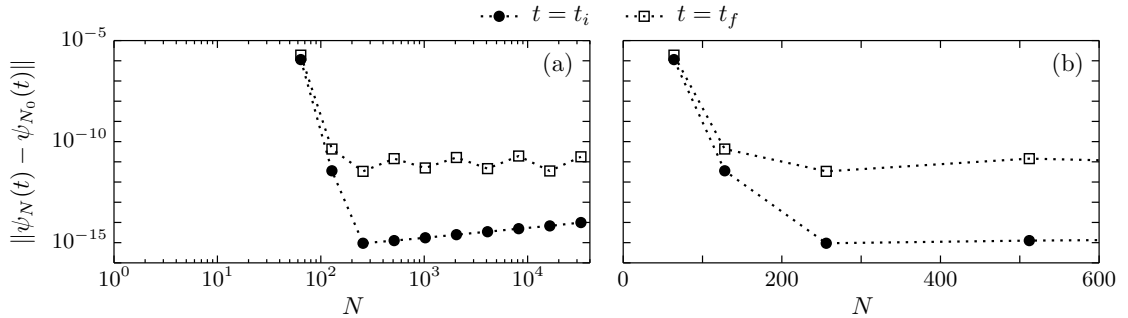 t = t_i t = t_f
‖ψ_N(t) − ψ_{N_0}(t)‖
10^{-5}
10^{-10}
10^{-15}
(a)
10^0 10^1 10^2 10^3 10^4
N
(b)
0 200 400 600
N